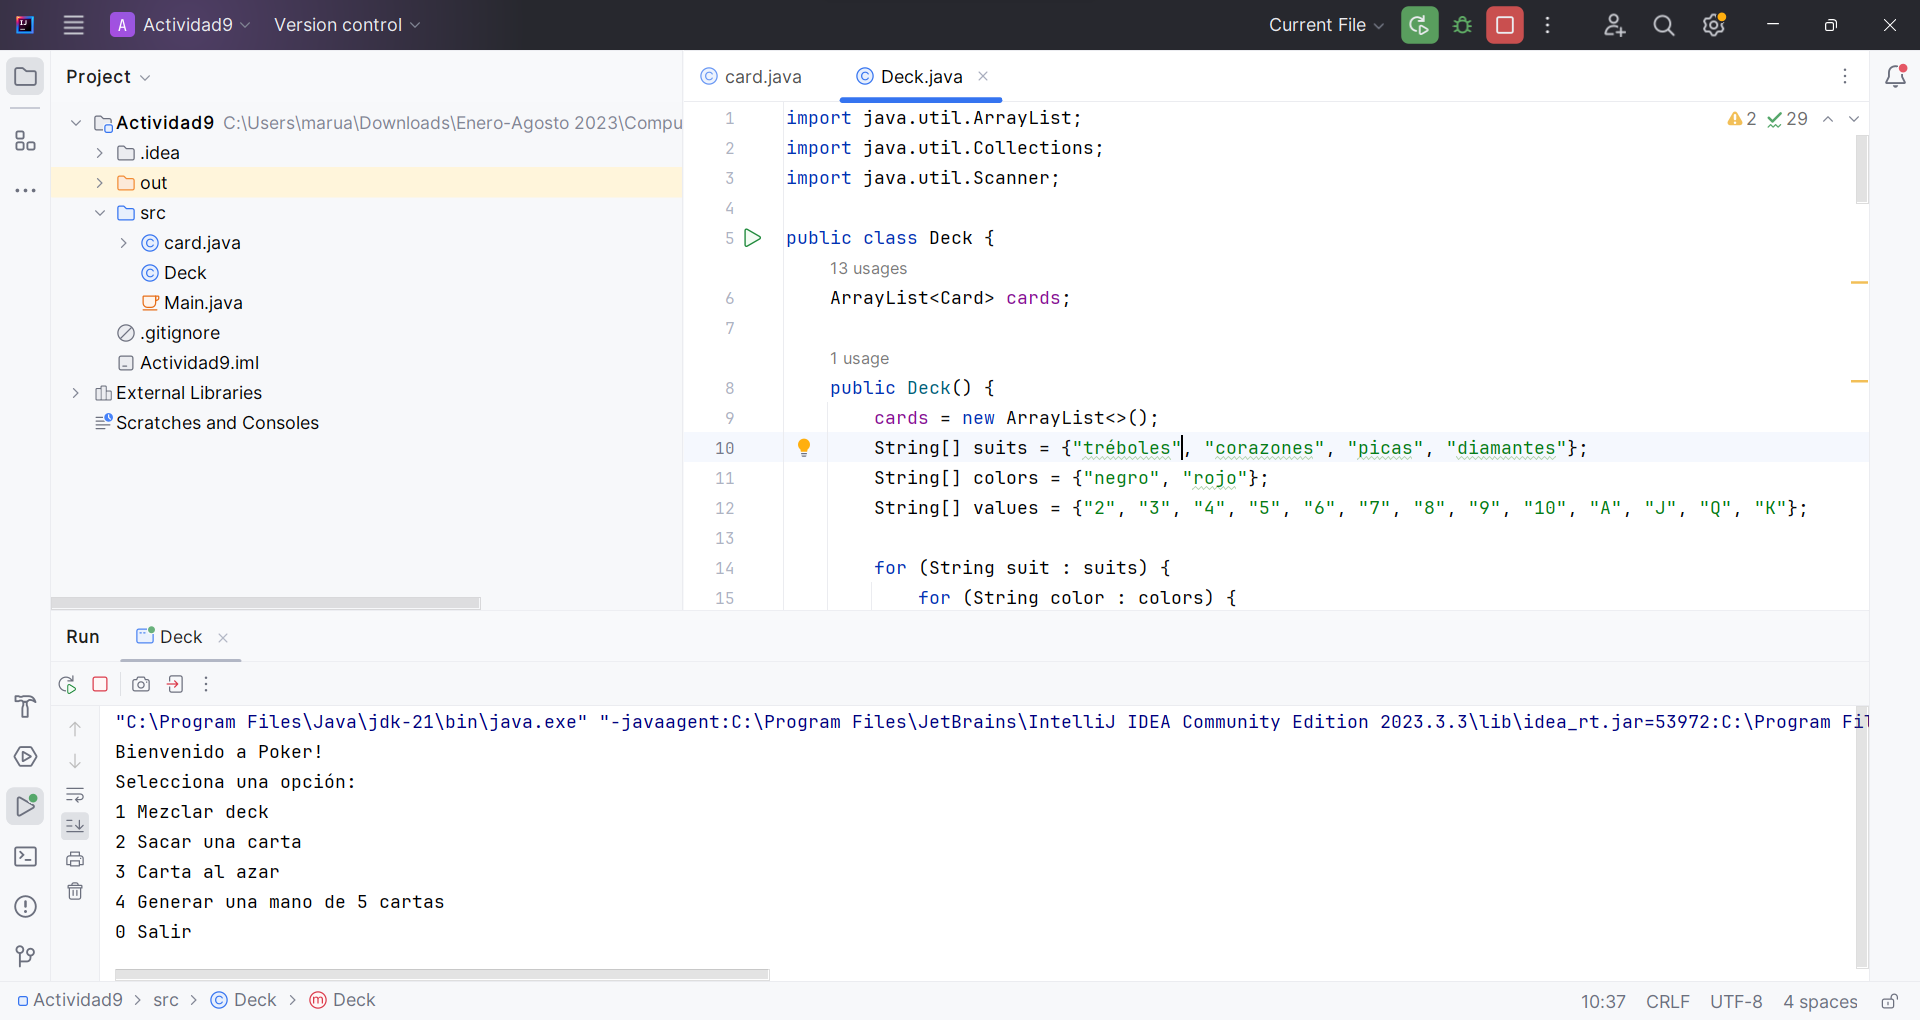 A Actividad9 Version control Current File
Project
Actividad9 C:\Users\marua\Downloads\Enero-Agosto 2023\Compu
.idea
out
src
card.java
Deck
Main.java
.gitignore
Actividad9.iml
External Libraries
Scratches and Consoles
card.java Deck.java
2 29
1 import java.util.ArrayList;
2 import java.util.Collections;
3 import java.util.Scanner;
4
5 public class Deck {
13 usages
6 ArrayList<Card> cards;
7
1 usage
8 public Deck() {
9 cards = new ArrayList<>();
10 String[] suits = {"tréboles", "corazones", "picas", "diamantes"};
11 String[] colors = {"negro", "rojo"};
12 String[] values = {"2", "3", "4", "5", "6", "7", "8", "9", "10", "A", "J", "Q", "K"};
13
14 for (String suit : suits) {
15 for (String color : colors) {
Run Deck
"C:\Program Files\Java\jdk-21\bin\java.exe" "-javaagent:C:\Program Files\JetBrains\IntelliJ IDEA Community Edition 2023.3.3\lib\idea_rt.jar=53972:C:\Program Fil
Bienvenido a Poker!
Selecciona una opción:
1 Mezclar deck
2 Sacar una carta
3 Carta al azar
4 Generar una mano de 5 cartas
0 Salir
Actividad9 > src > Deck > Deck 10:37 CRLF UTF-8 4 spaces